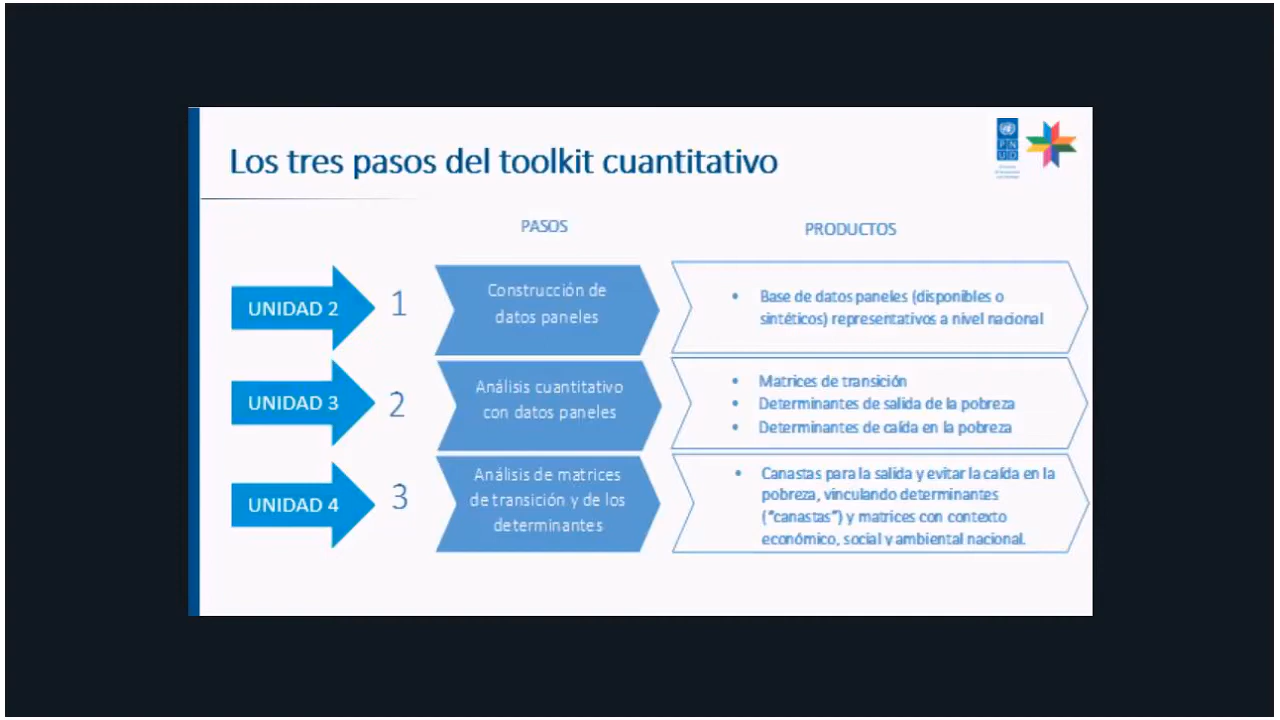 Los tres pasos del toolkit cuantitativo
P N
U D
PASOS
PRODUCTOS
UNIDAD 2
1
Construcción de
datos paneles
• Base de datos paneles (disponibles o
sintéticos) representativos a nivel nacional
UNIDAD 3
2
Análisis cuantitativo
con datos paneles
• Matrices de transición
• Determinantes de salida de la pobreza
• Determinantes de caída en la pobreza
UNIDAD 4
3
Análisis de matrices
de transición y de los
determinantes
• Canastas para la salida y evitar la caída en la
pobreza, vinculando determinantes
("canastas") y matrices con contexto
económico, social y ambiental nacional.